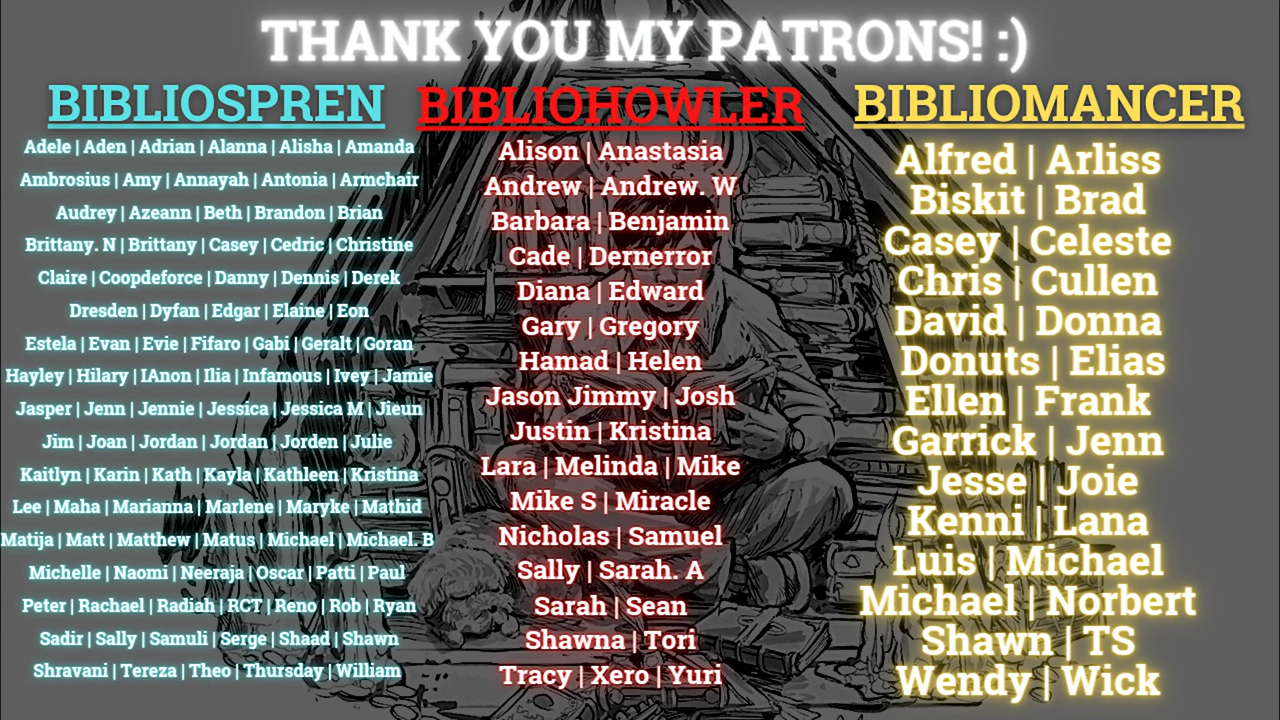 THANK YOU MY PATRONS! :)
BIBLIOSPREN
Adele | Aden | Adrian | Alanna | Alisha | Amanda
Ambrosius | Amy | Annayah | Antonia | Armchair
Audrey | Azeann | Beth | Brandon | Brian
Brittany. N | Brittany | Casey | Cedric | Christine
Claire | Coopdeforce | Danny | Dennis | Derek
Dresden | Dyfan | Edgar | Elaine | Eon
Estela | Evan | Evie | Fifaro | Gabi | Geralt | Goran
Hayley | Hilary | IAnon | Ilia | Infamous | Ivey | Jamie
Jasper | Jenn | Jennie | Jessica | Jessica M | Jieun
Jim | Joan | Jordan | Jordan | Jorden | Julie
Kaitlyn | Karin | Kath | Kayla | Kathleen | Kristina
Lee | Maha | Marianna | Marlene | Maryke | Mathid
Matija | Matt | Matthew | Matus | Michael | Michael. B
Michelle | Naomi | Neeraja | Oscar | Patti | Paul
Peter | Rachael | Radiah | RCT | Reno | Rob | Ryan
Sadir | Sally | Samuli | Serge | Shaad | Shawn
Shravani | Tereza | Theo | Thursday | William
BIBLIOHOWLER
Alison | Anastasia
Andrew | Andrew. W
Barbara | Benjamin
Cade | Dernerror
Diana | Edward
Gary | Gregory
Hamad | Helen
Jason Jimmy | Josh
Justin | Kristina
Lara | Melinda | Mike
Mike S | Miracle
Nicholas | Samuel
Sally | Sarah. A
Sarah | Sean
Shawna | Tori
Tracy | Xero | Yuri
BIBLIOMANCER
Alfred | Arliss
Biskit | Brad
Casey | Celeste
Chris | Cullen
David | Donna
Donuts | Elias
Ellen | Frank
Garrick | Jenn
Jesse | Joie
Kenni | Lana
Luis | Michael
Michael | Norbert
Shawn | TS
Wendy | Wick